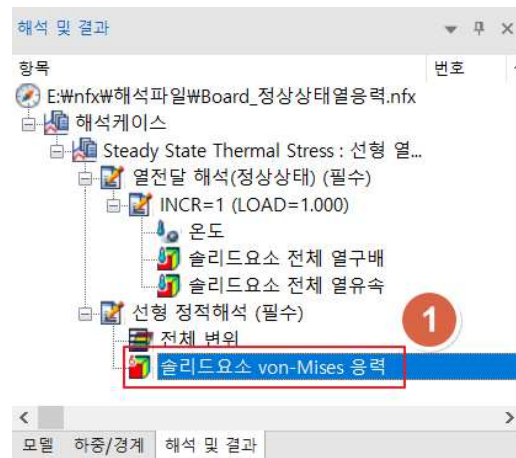 해석 및 결과
항목 번호
E:₩nfx₩해석파일₩Board_정상상태열응력.nfx
해석케이스
Steady State Thermal Stress : 선형 열...
열전달 해석(정상상태) (필수)
INCR=1 (LOAD=1.000)
온도
솔리드요소 전체 열구배
솔리드요소 전체 열유속
선형 정적해석 (필수)
1
전체 변위
솔리드요소 von-Mises 응력
모델 하중/경계 해석 및 결과